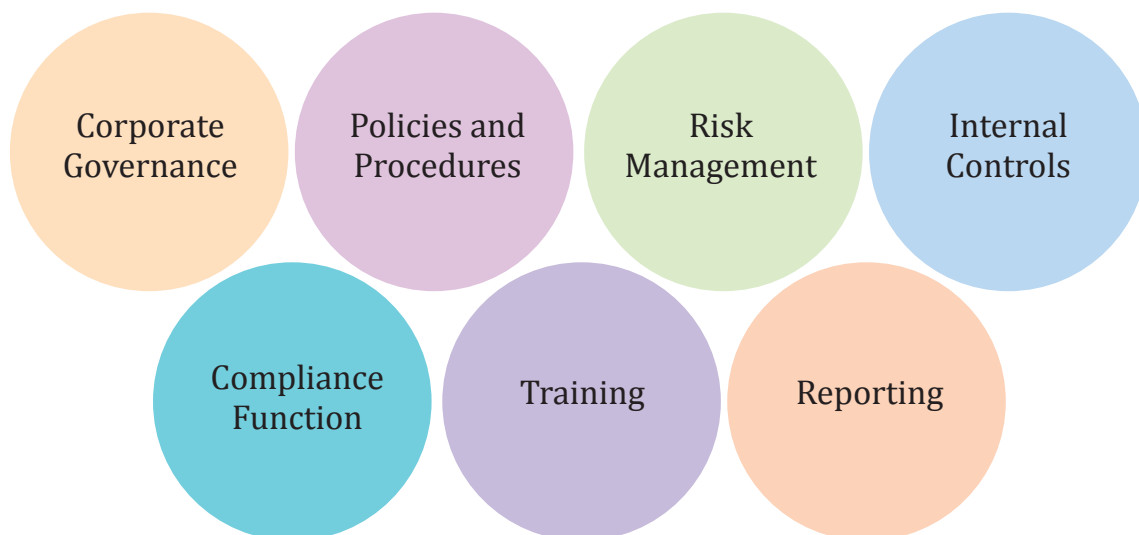 Corporate
Governance
Policies and
Procedures
Risk
Management
Internal
Controls
Compliance
Function
Training
Reporting